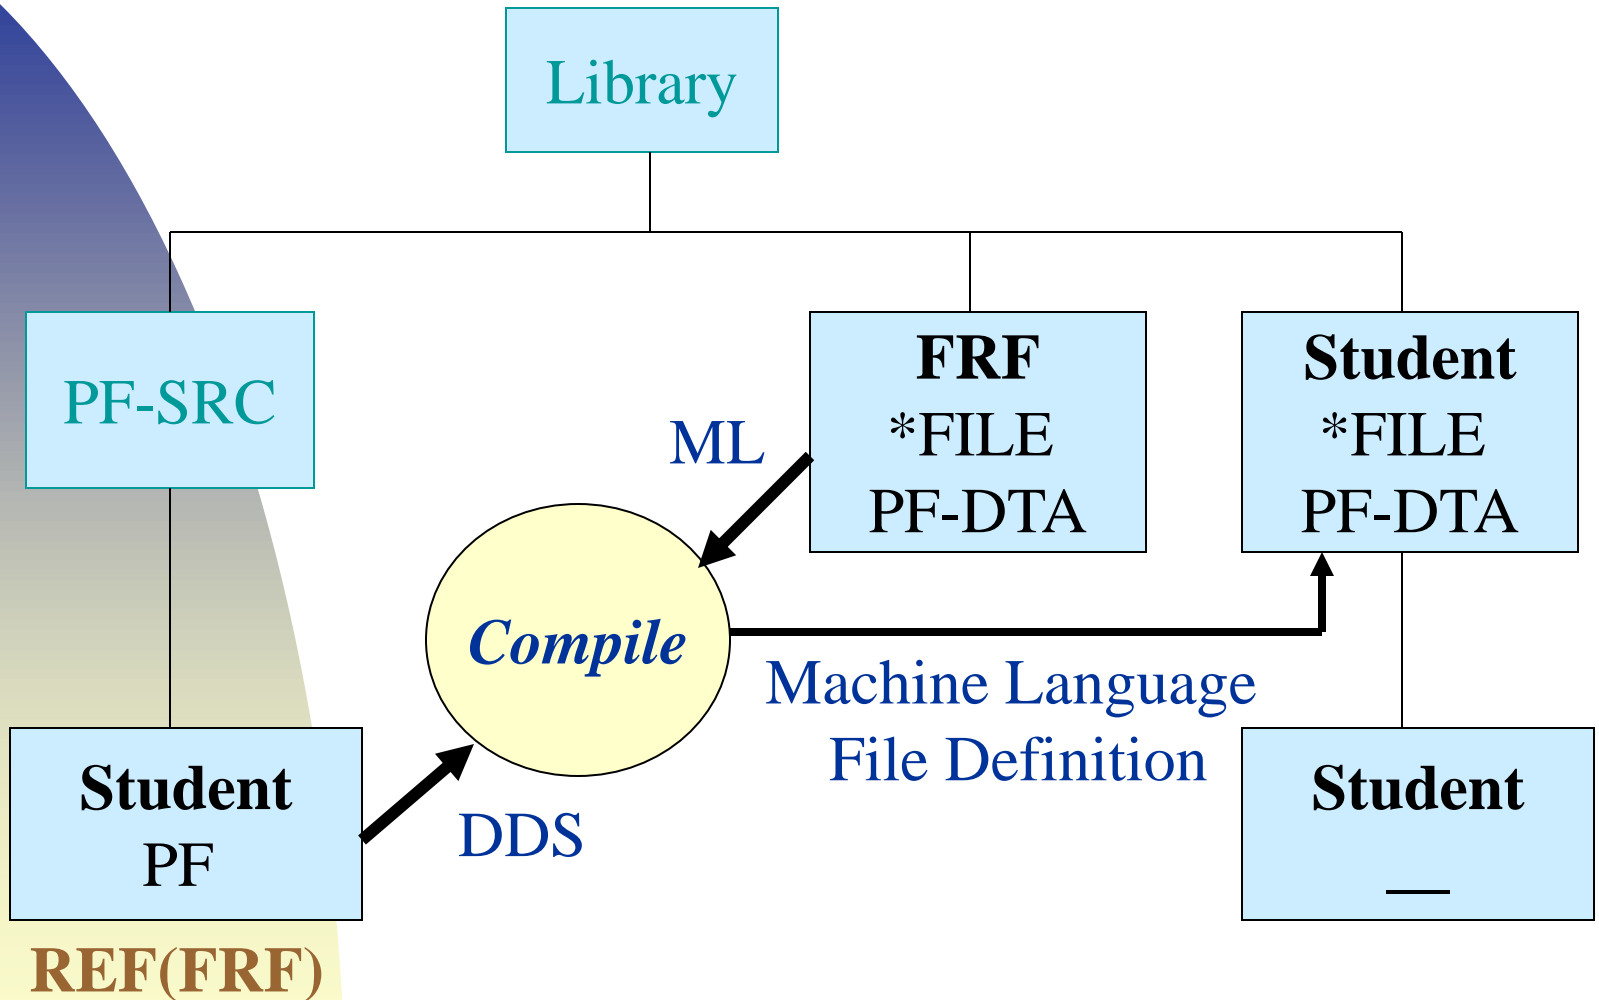 Library
PF-SRC
FRF
*FILE
PF-DTA
Student
*FILE
PF-DTA
ML
Compile
Machine Language
File Definition
Student
PF
DDS
Student
__
REF(FRF)